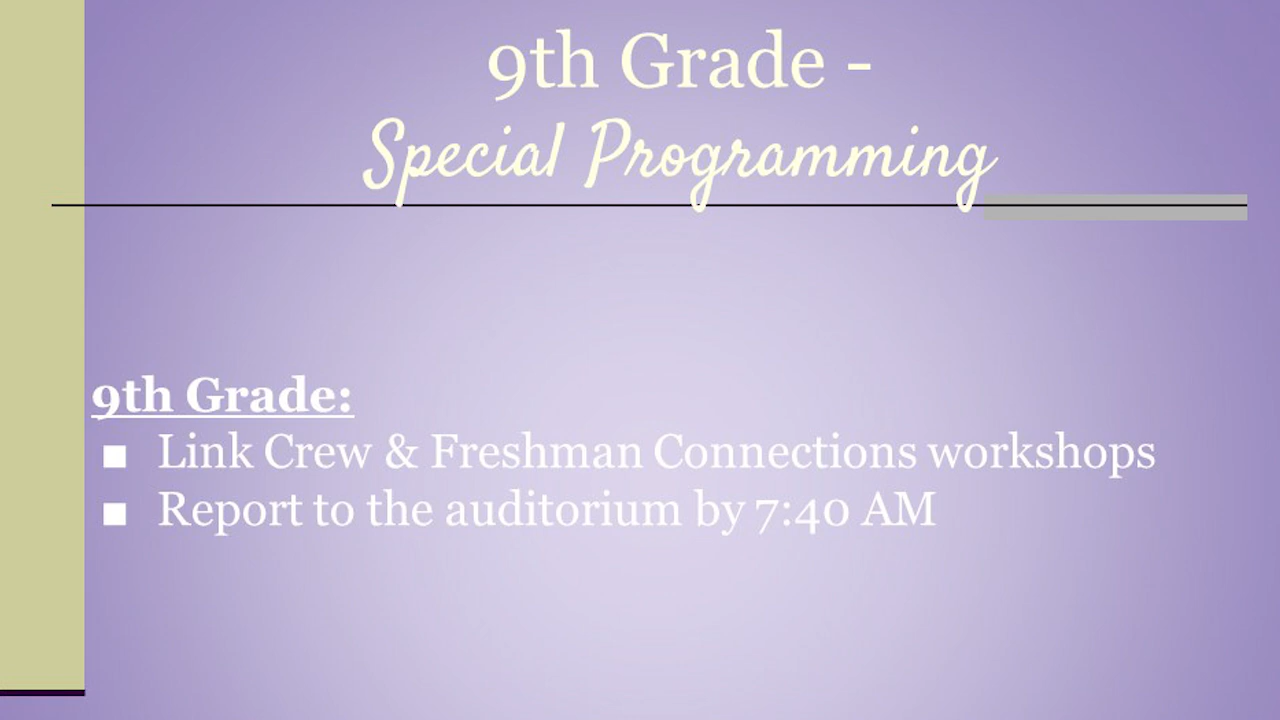 9th Grade -
Special Programming
9th Grade:
▪ Link Crew & Freshman Connections workshops
▪ Report to the auditorium by 7:40 AM